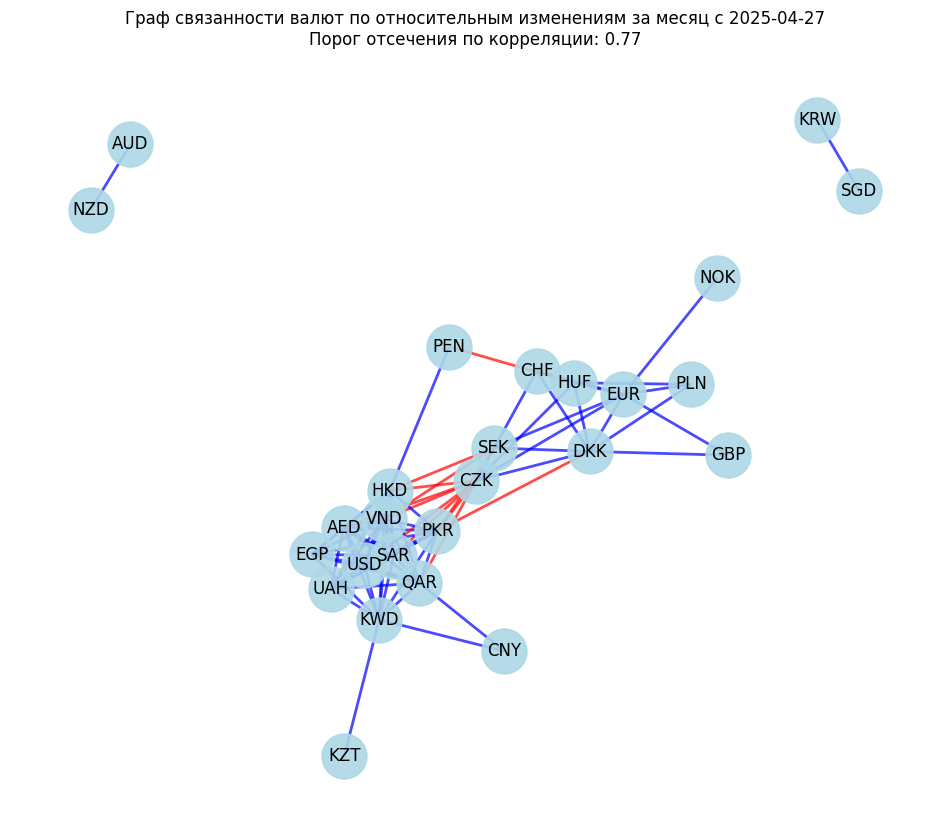 Граф связанности валют по относительным изменениям за месяц с 2025-04-27
Порог отсечения по корреляции: 0.77
KRW
AUD
SGD
NZD
NOK
PEN
CHF
HUF
PLN
EUR
SEK
DKK
GBP
CZK
HKD
VND
AED
PKR
EGP
SAR
USD
QAR
UAH
KWD
CNY
KZT